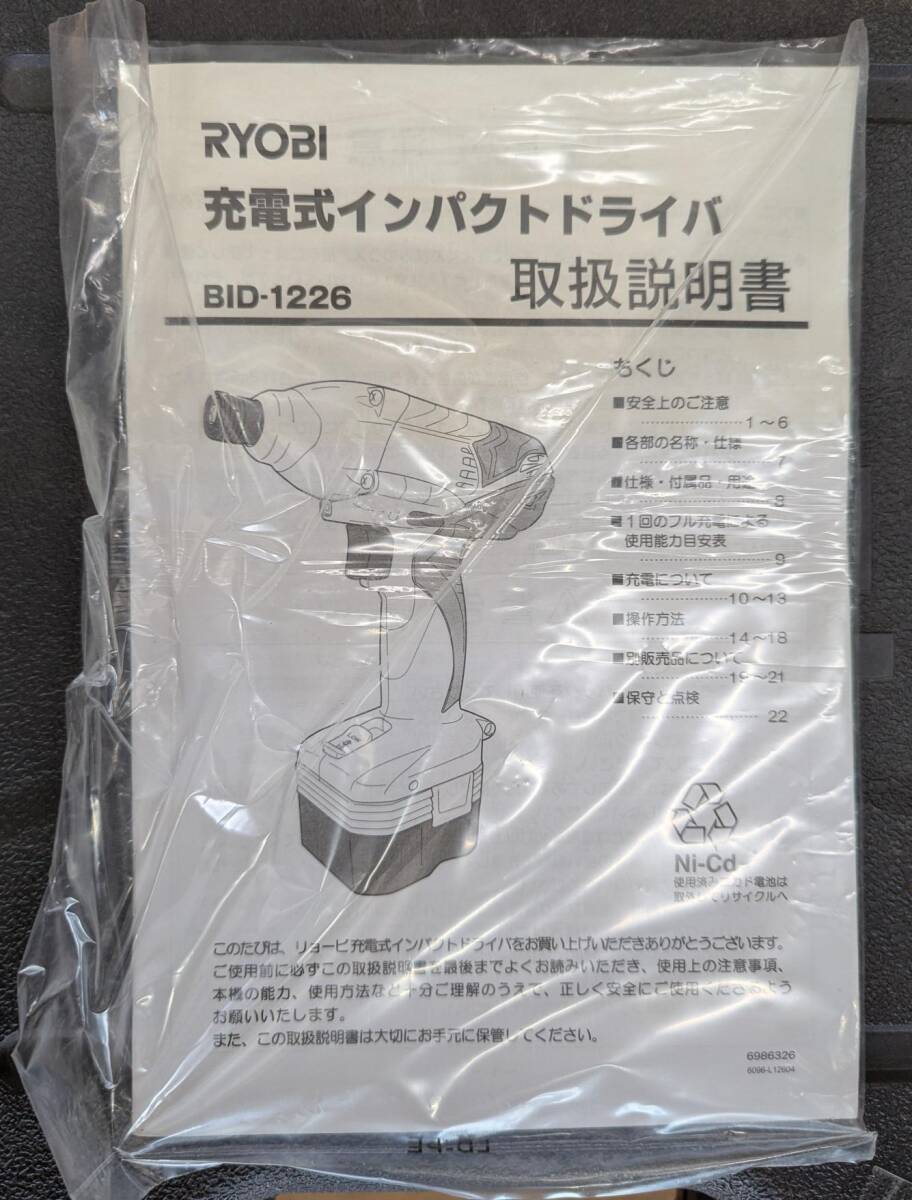 RYOBI
充電式インパクトドライバ
BID-1226
取扱説明書
もくじ
■安全上のご注意
1～6
■各部の名称・仕様
7
■仕様・付属品・用途
8
■1回のフル充電による
使用能力目安表
9
■充電について
10～13
■操作方法
14～18
■別販売品について
19～21
■保守と点検
22
Ni-Cd
使用済みニカド電池は
取外してリサイクルへ
このたびは、リョービ充電式インパクトドライバをお買い上げいただきありがとうございます。
ご使用前に必ずこの取扱説明書を最後までよくお読みいただき、使用上の注意事項、
本機の能力、使用方法など十分ご理解のうえで、正しく安全にご使用くださるよう
お願いいたします。
また、この取扱説明書は大切にお手元に保管してください。
6986326
6096-L12604